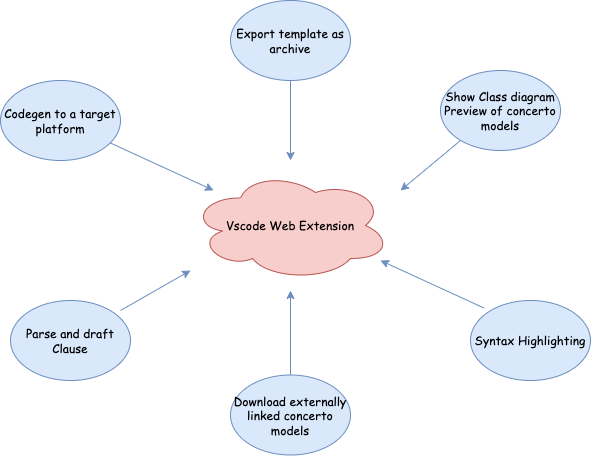 Export template as
archive
Codegen to a target
platform
Show Class diagram
Preview of concerto
models
Vscode Web Extension
Parse and draft
Clause
Syntax Highlighting
Download externally
linked concerto
models